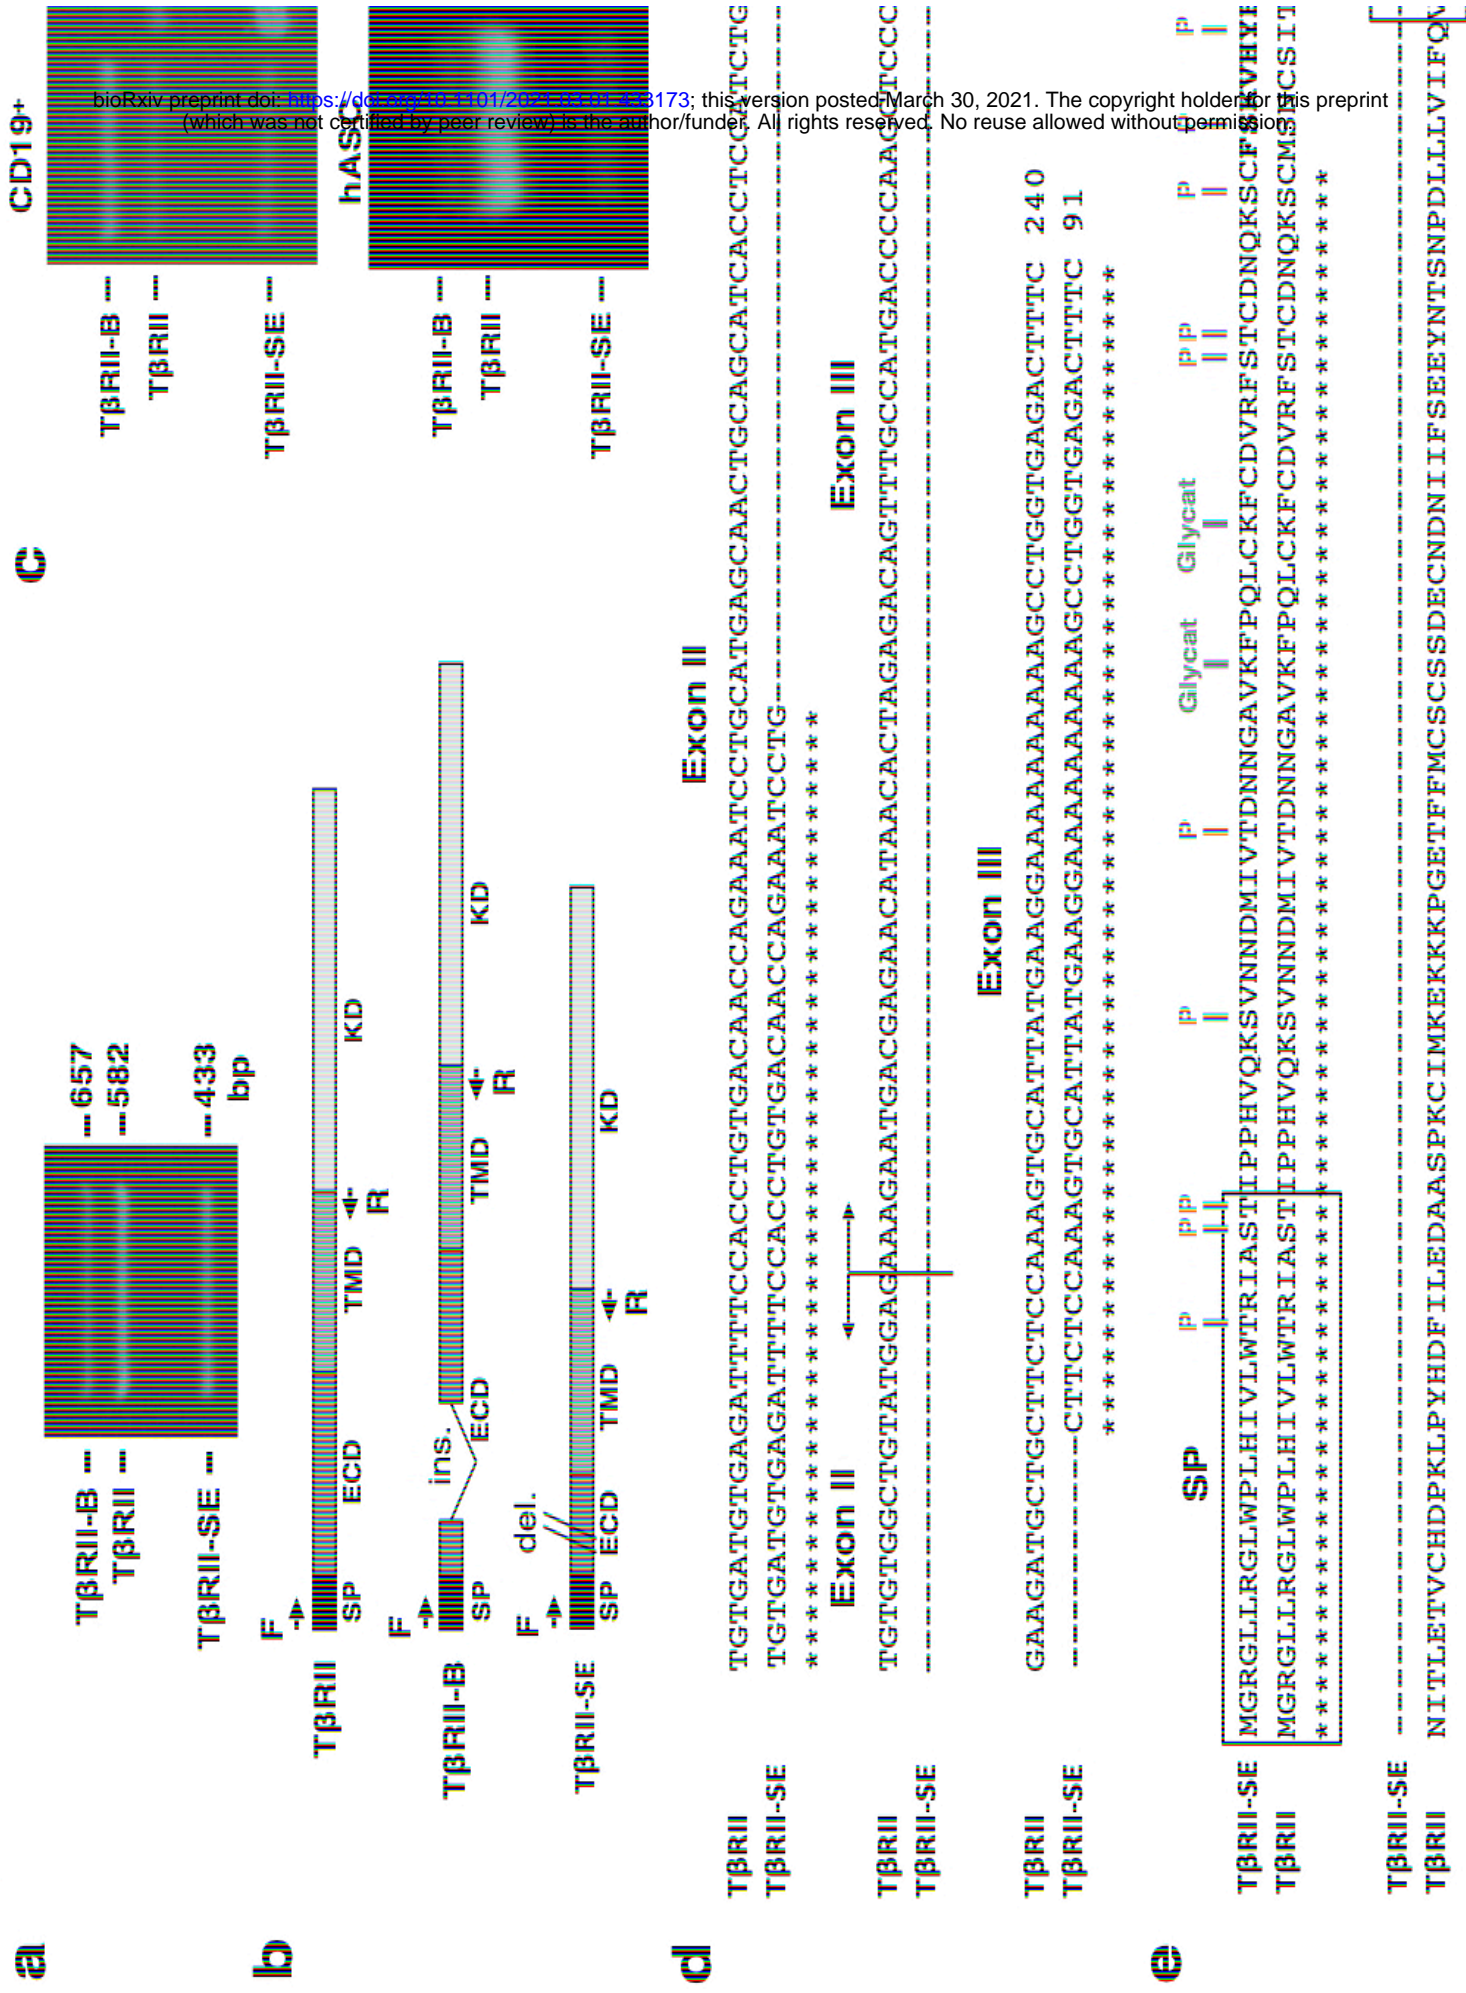 bioRxiv preprint doi: https://doi.org/10.1101/2021.03.01.433173; this version posted March 30, 2021. The copyright holder for this preprint
(which was not certified by peer review) is the author/funder. All rights reserved. No reuse allowed without permission.
a
TβRII-B
TβRII
TβRII-SE
657
582
433
bp
b
F
TβRII
SP ECD TMD R KD
F
TβRII-B
SP ins. ECD TMD R KD
F
TβRII-SE
SP del. ECD TMD R KD
c
CD19+
TβRII-B
TβRII
TβRII-SE
hASC
TβRII-B
TβRII
TβRII-SE
d
Exon II
TβRII TGTGATGTGAGATTTTCCACCTGTGACAACCAGAAATCCTGCATGAGCAACTGCAGCATCACCTCCATCTG
TβRII-SE TGTGATGTGAGATTTTCCACCTGTGACAACCAGAAATCCTG
Exon II Exon III
TβRII TGTGTGGCTGTATGGAGAAAGAATGACGAGAACATAACACTAGAGACAGTTTGCCATGACCCCAAGCTCCC
TβRII-SE
Exon III
TβRII GAAGATGCTGCTTCTCCAAAGTGCATTATGAAGGAAAAAAAAAAGCCTGGTGAGACTTTC 240
TβRII-SE CTTCTCCAAAGTGCATTATGAAGGAAAAAAAAAAGCCTGGTGAGACTTTC 91
e
SP P P P P P Glycat Glycat P P P P P
TβRII-SE MGRGLLRGLWPLHIVLWTRIASTIPPHVQKSVNNDMIVTDNNGAVKFPQLCKFCDVRFSTCDNQKSCFSKVHYE
TβRII MGRGLLRGLWPLHIVLWTRIASTIPPHVQKSVNNDMIVTDNNGAVKFPQLCKFCDVRFSTCDNQKSCMSNCSIT
TβRII-SE
TβRII NITLETVCHDPKLPYHDFILEDAASPKCIMKEKKKPGETFFMCSCSSDECNDNIIFSEEYNTSNPDLLLVIFQV